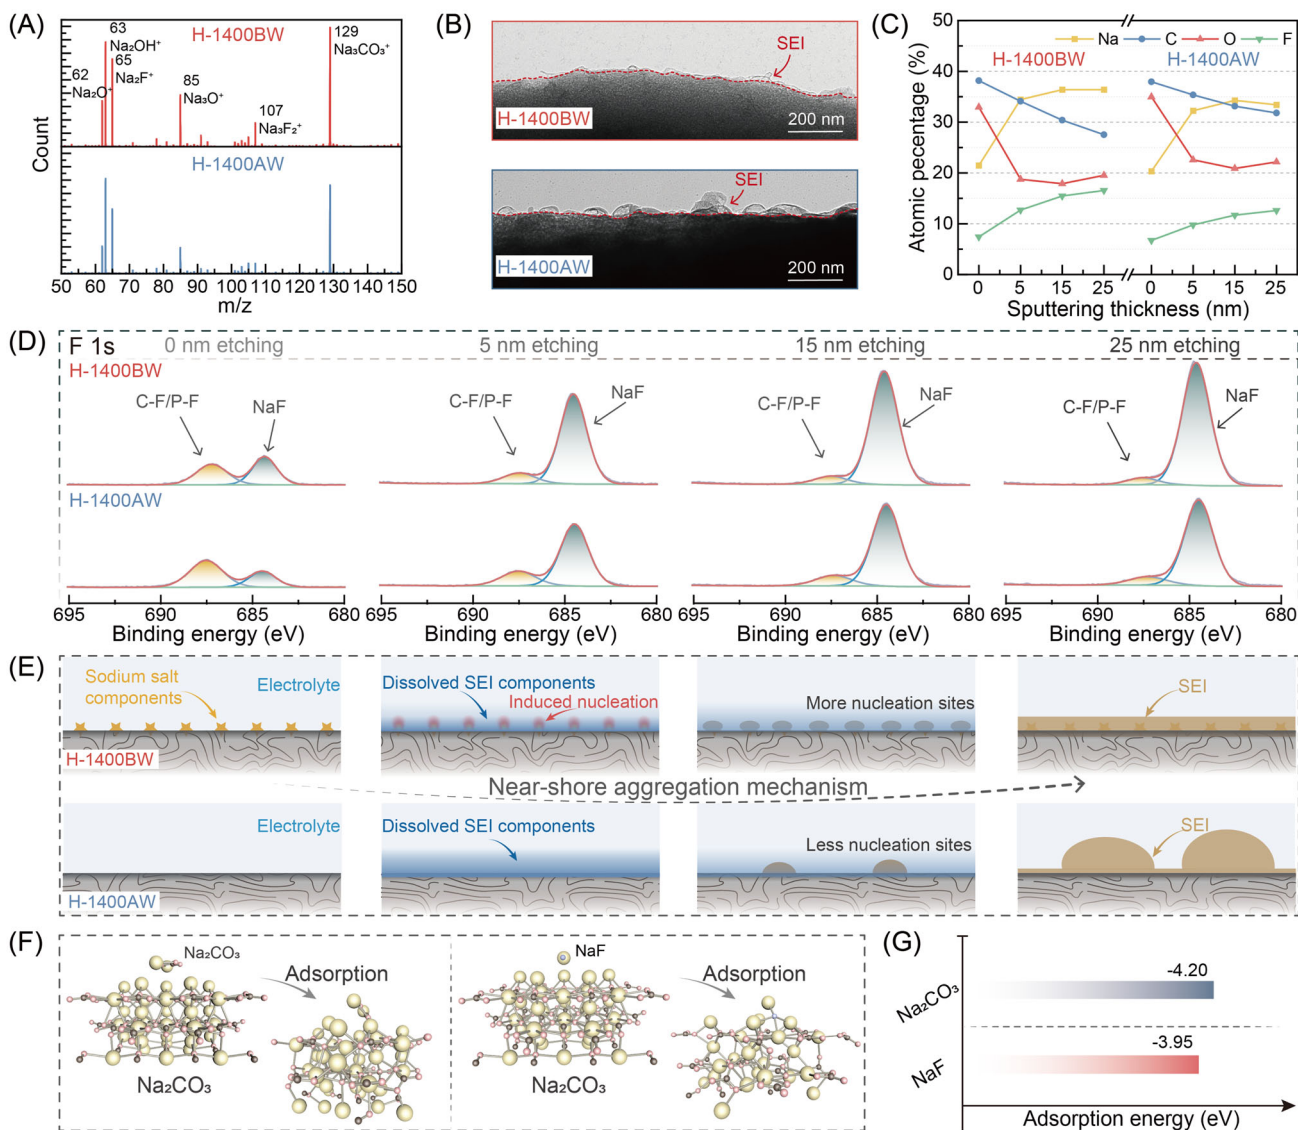 (A)
H-1400BW
63
Na₂OH⁺
65
Na₂F⁺
62
Na₂O⁺
85
Na₃O⁺
107
Na₃F₂⁺
129
Na₃CO₃⁺
H-1400AW
Count
50 60 70 80 90 100 110 120 130 140 150
m/z
(B)
SEI
H-1400BW
200 nm
SEI
H-1400AW
200 nm
(C)
Na C O F
H-1400BW H-1400AW
Atomic pecentage (%)
50
40
30
20
10
0
0 5 15 25 0 5 15 25
Sputtering thickness (nm)
(D)
F 1s 0 nm etching 5 nm etching 15 nm etching 25 nm etching
H-1400BW
C-F/P-F NaF C-F/P-F NaF C-F/P-F NaF C-F/P-F NaF
H-1400AW
695 690 685 680 695 690 685 680 695 690 685 680 695 690 685 680
Binding energy (eV) Binding energy (eV) Binding energy (eV) Binding energy (eV)
(E)
Sodium salt
components
Electrolyte
H-1400BW
Dissolved SEI components
Induced nucleation
More nucleation sites
SEI
Near-shore aggregation mechanism
Electrolyte
H-1400AW
Dissolved SEI components
Less nucleation sites
SEI
(F)
Na₂CO₃
Adsorption
Na₂CO₃
NaF
Adsorption
Na₂CO₃
(G)
Na₂CO₃
-4.20
NaF
-3.95
Adsorption energy (eV)